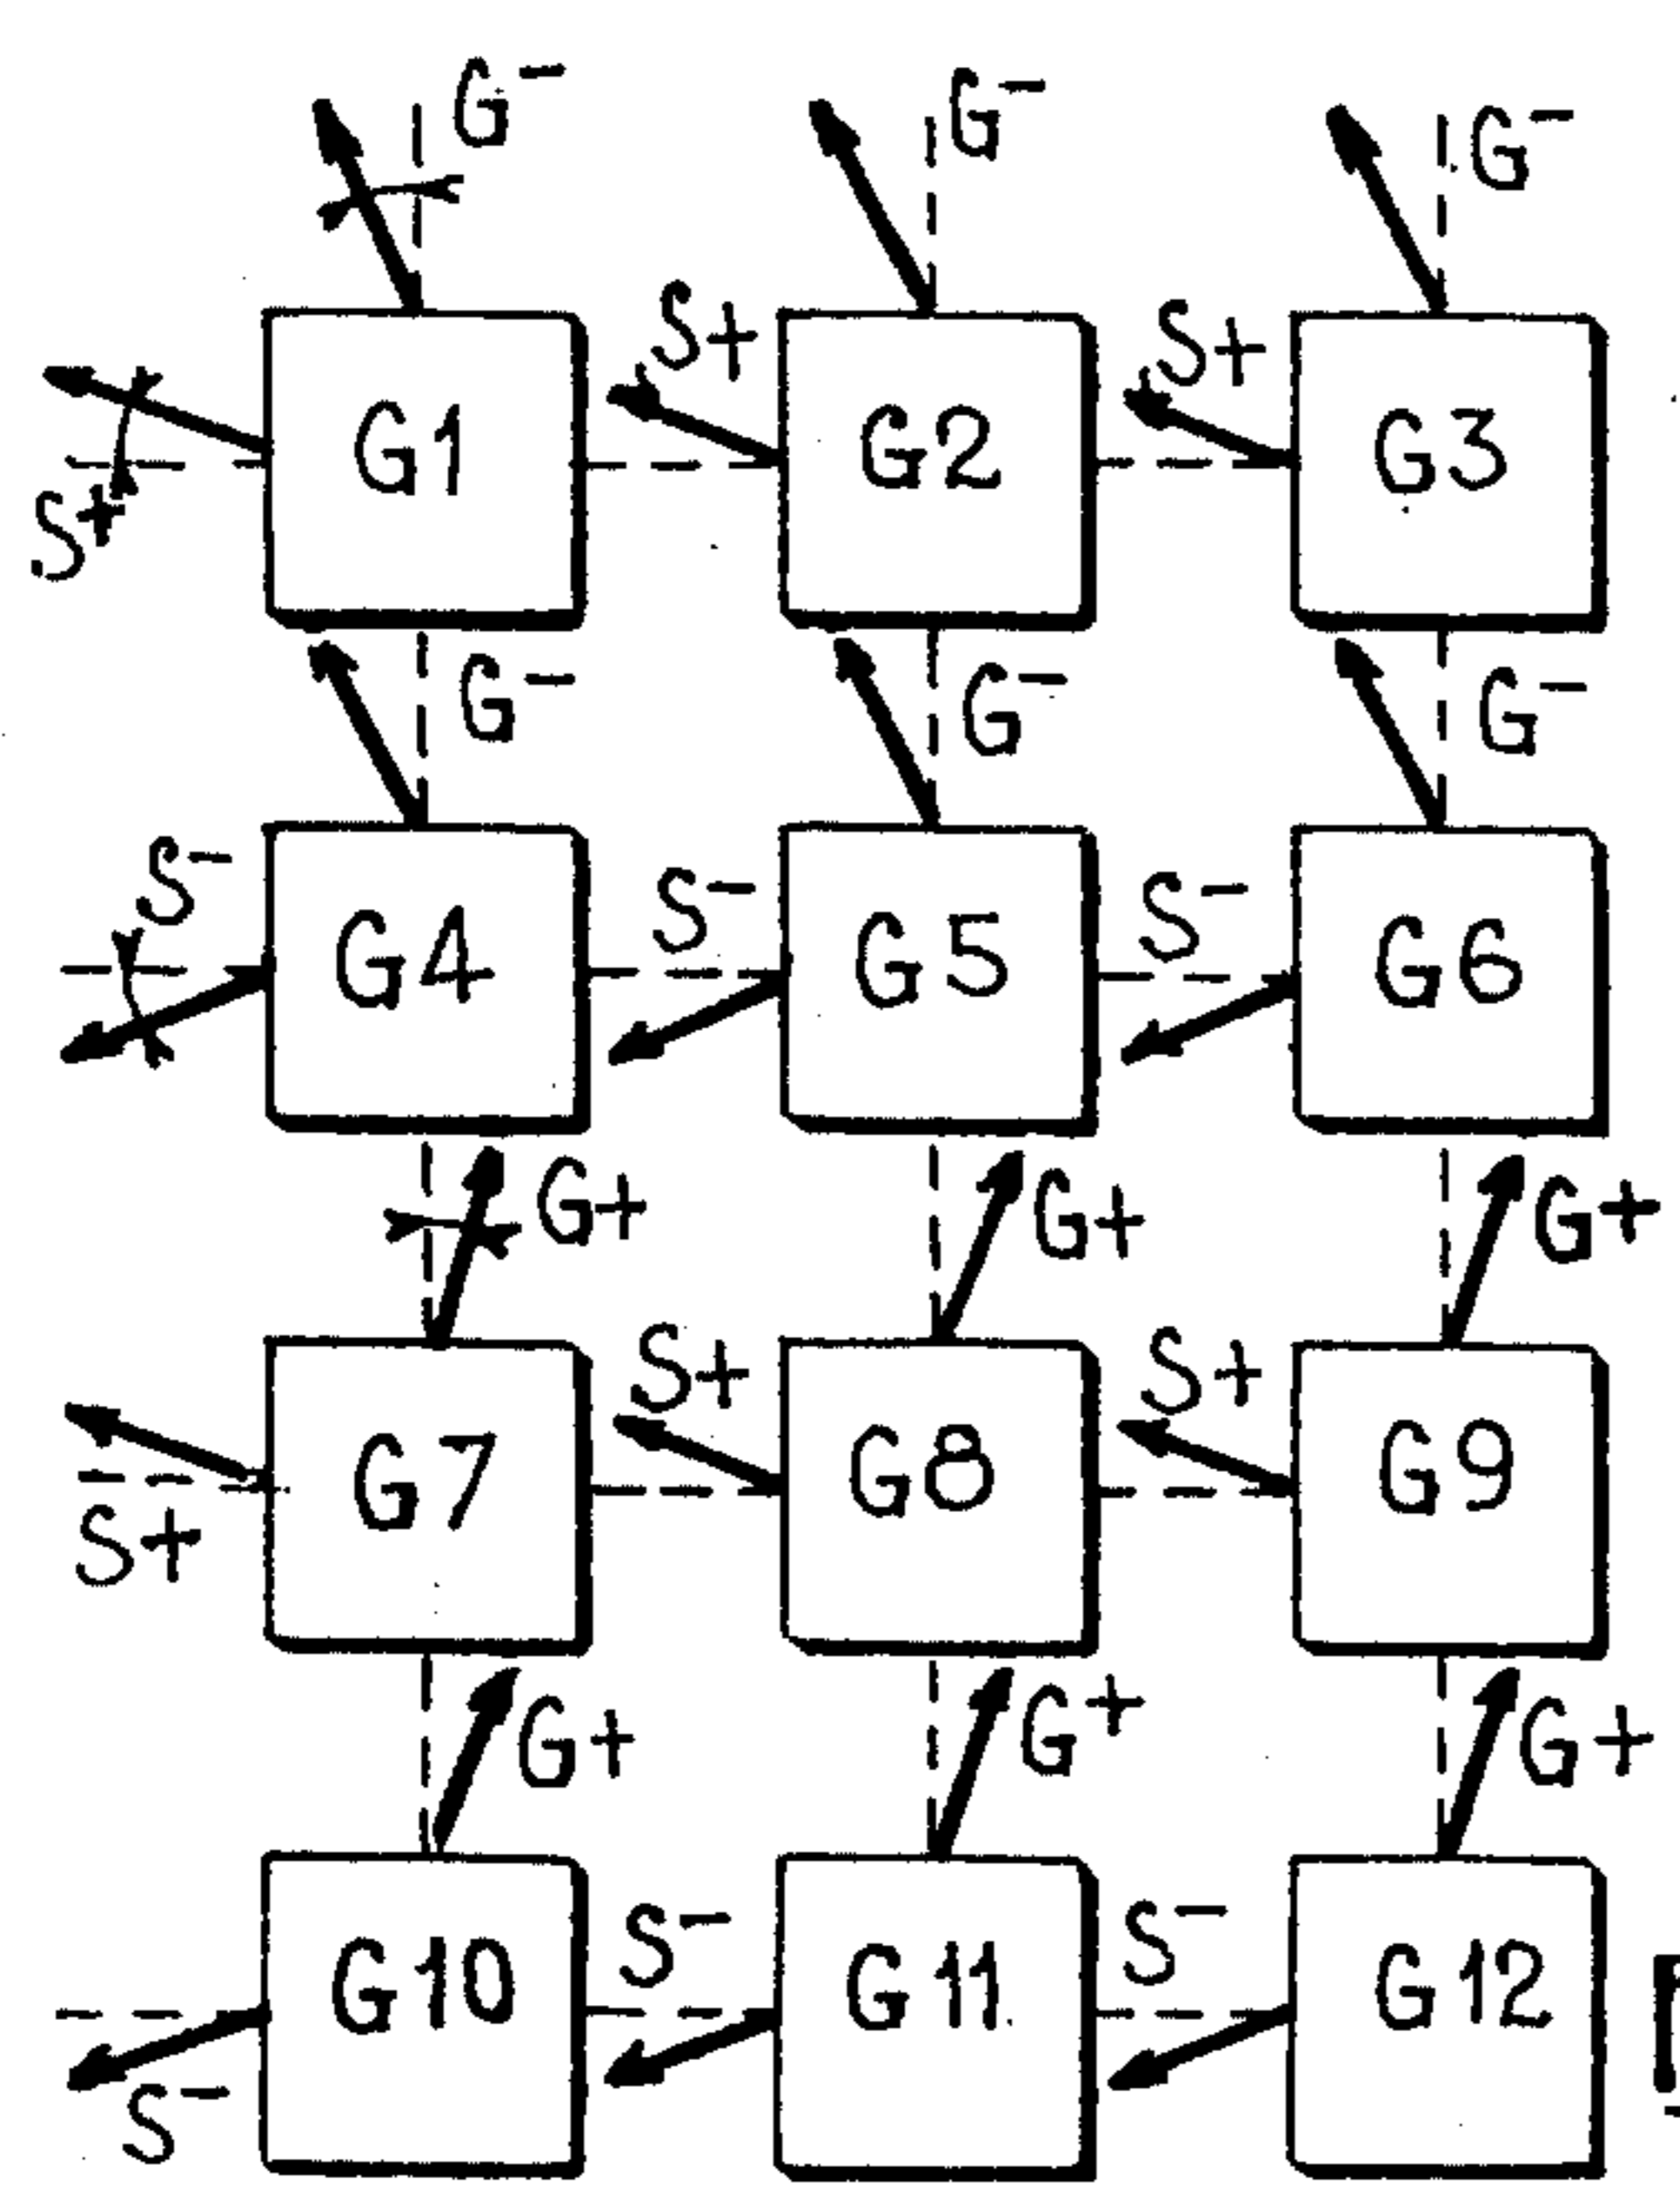 G⁻ G⁻ G⁻
S+ S+
G1 G2 G3
S+
G⁻ G⁻ G⁻
S⁻ S⁻ S⁻
G4 G5 G6
G+ G+ G+
S+ S+
G7 G8 G9
S+
G+ G+ G+
S⁻ S⁻
G10 G11 G12
S⁻